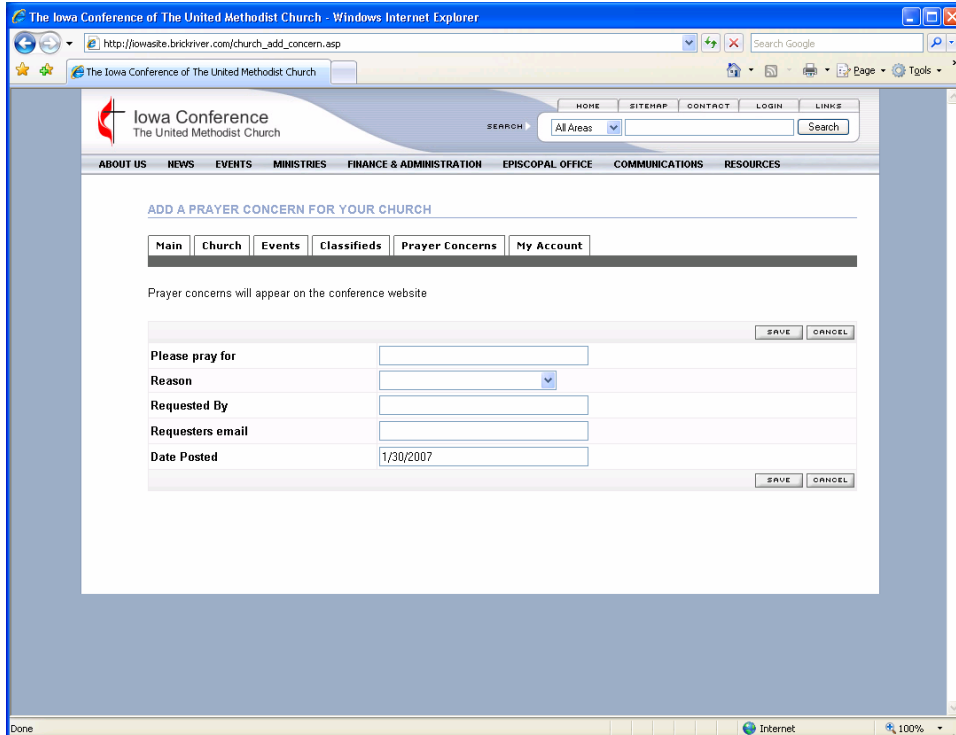 The Iowa Conference of The United Methodist Church - Windows Internet Explorer
http://iowasite.brickriver.com/church_add_concern.asp
Search Google
The Iowa Conference of The United Methodist Church
Page
Tools
HOME SITEMAP CONTACT LOGIN LINKS
Iowa Conference
The United Methodist Church
SEARCH All Areas Search
ABOUT US NEWS EVENTS MINISTRIES FINANCE & ADMINISTRATION EPISCOPAL OFFICE COMMUNICATIONS RESOURCES
ADD A PRAYER CONCERN FOR YOUR CHURCH
Main Church Events Classifieds Prayer Concerns My Account
Prayer concerns will appear on the conference website
SAVE CANCEL
Please pray for
Reason
Requested By
Requesters email
Date Posted 1/30/2007
SAVE CANCEL
Done Internet 100%